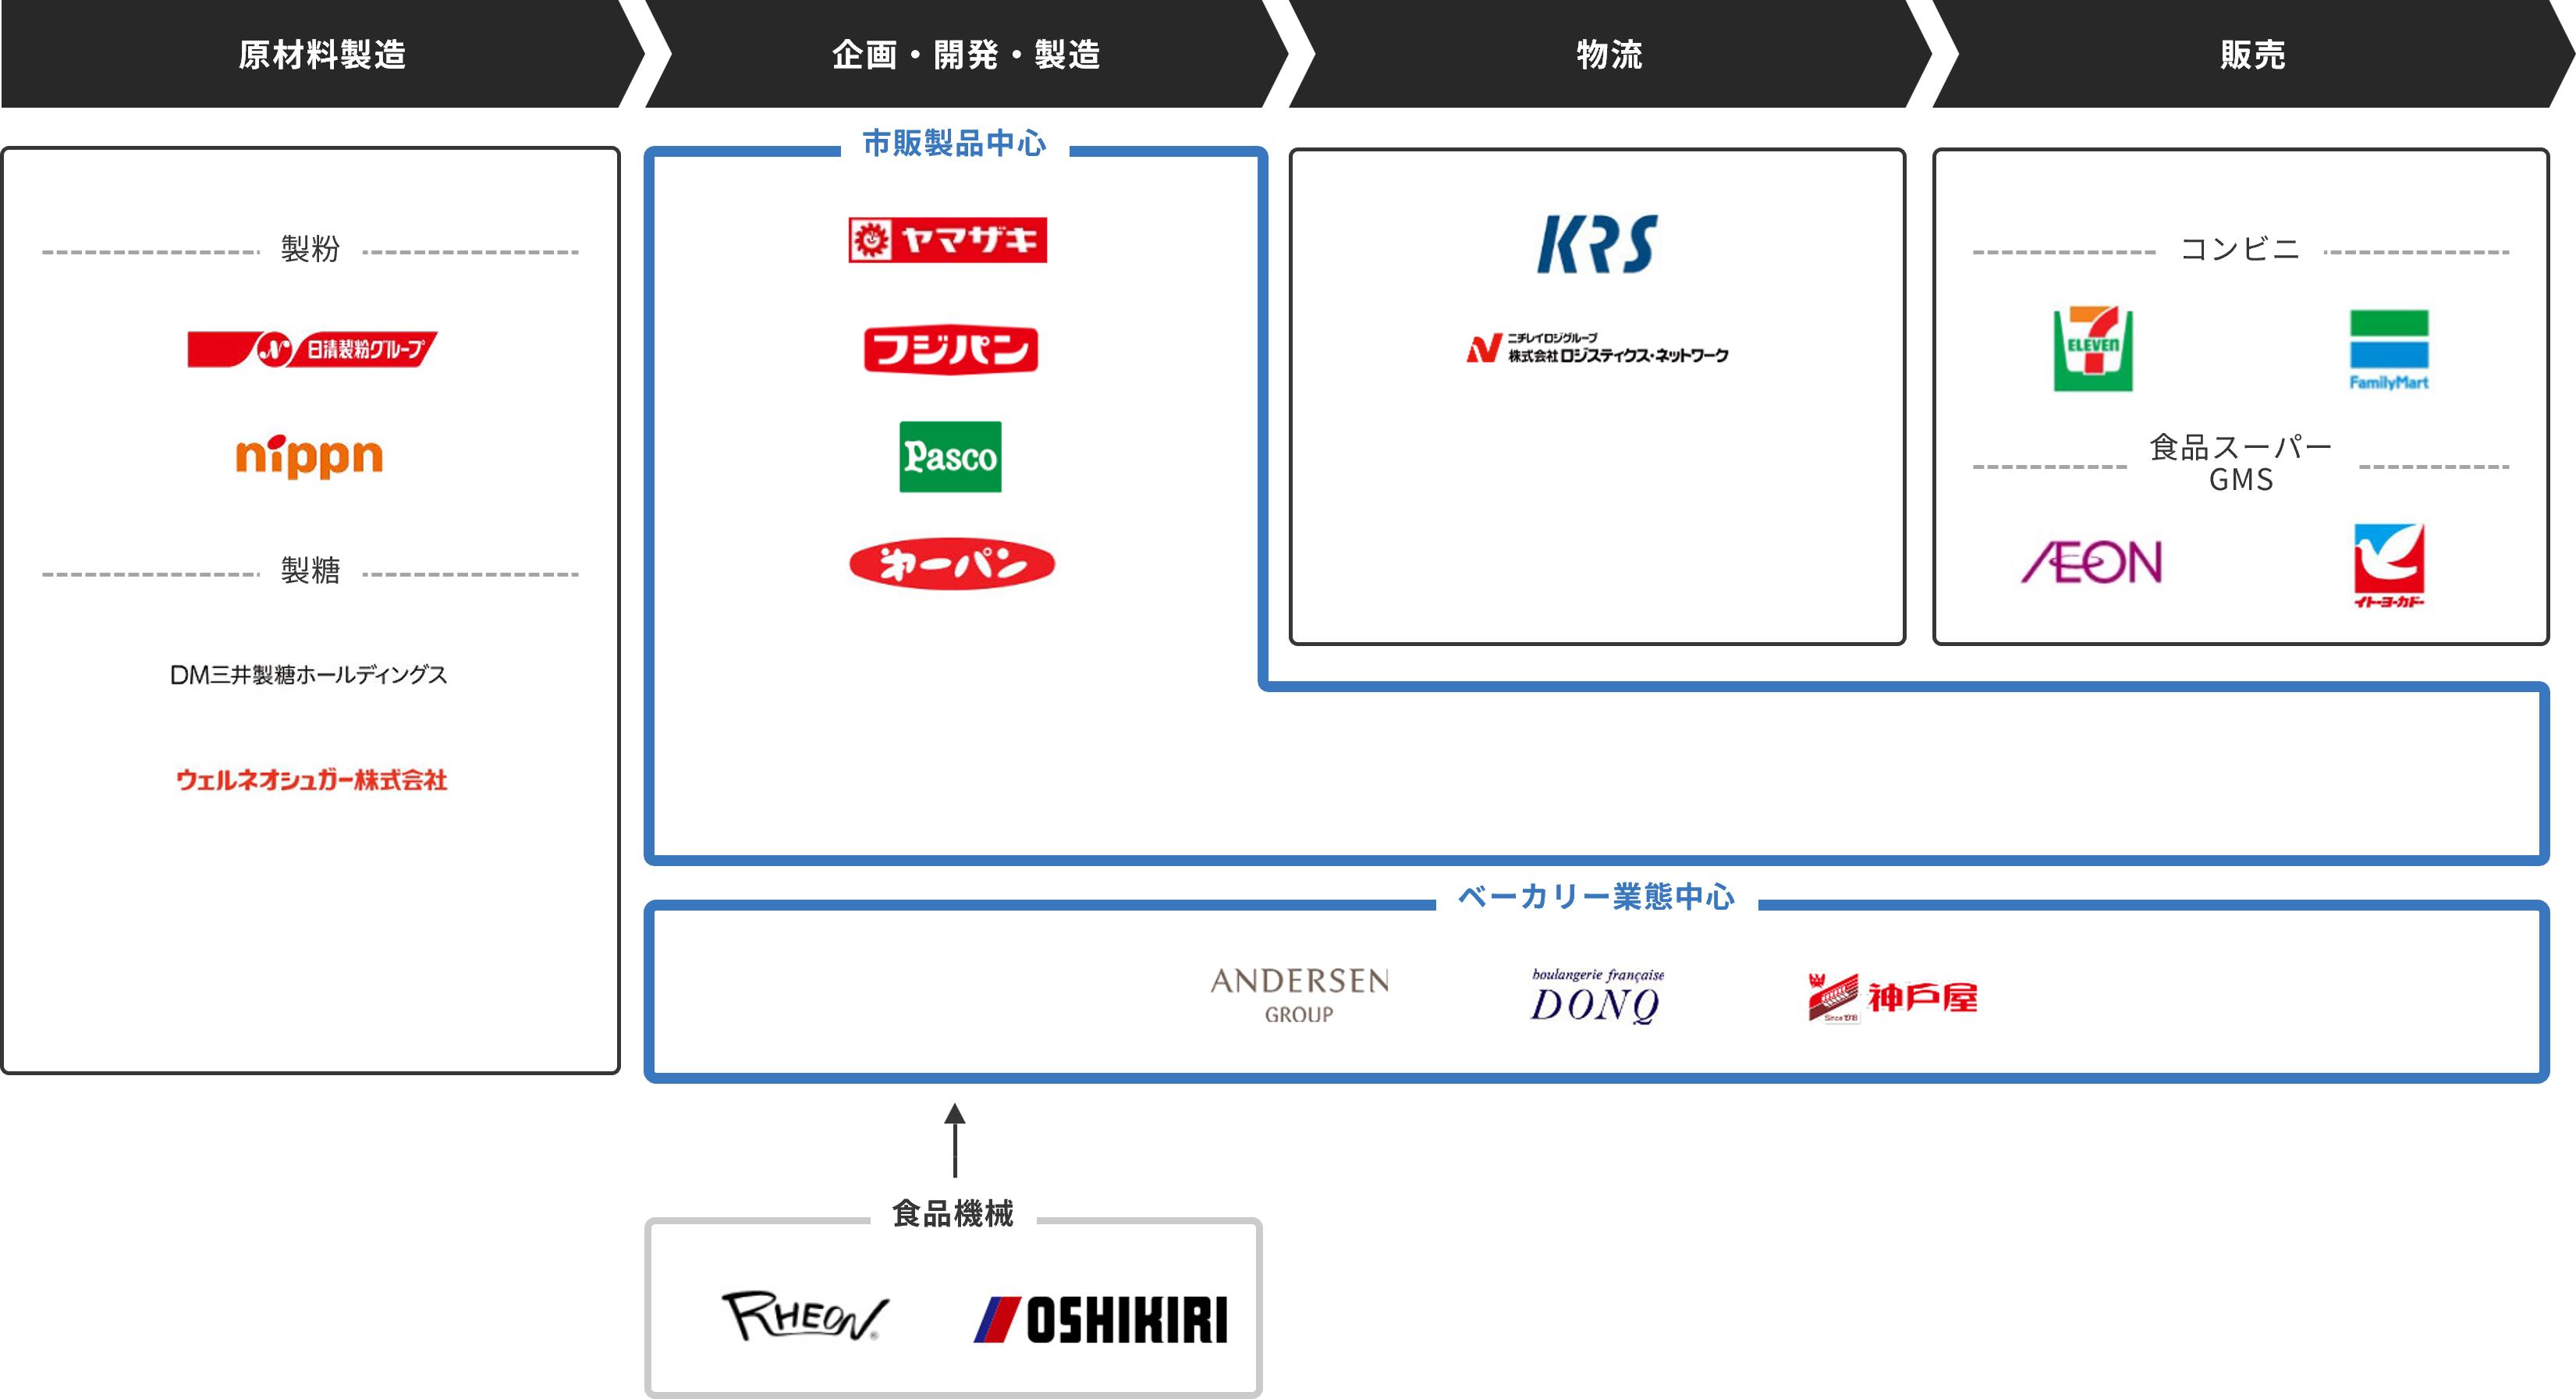 原材料製造
企画・開発・製造
物流
販売
製粉
日清製粉グループ
nippn
製糖
DM三井製糖ホールディングス
ウェルネオシュガー株式会社
市販製品中心
ヤマザキ
フジパン
Pasco
第一パン
KRS
ニチレイロジグループ
株式会社ロジスティクス・ネットワーク
コンビニ
7
ELEVEn
FamilyMart
食品スーパー
GMS
ÆON
イトーヨーカドー
ベーカリー業態中心
ANDERSEN
GROUP
boulangerie française
DONQ
Since 1918
神戸屋
食品機械
RHEON®
OSHIKIRI